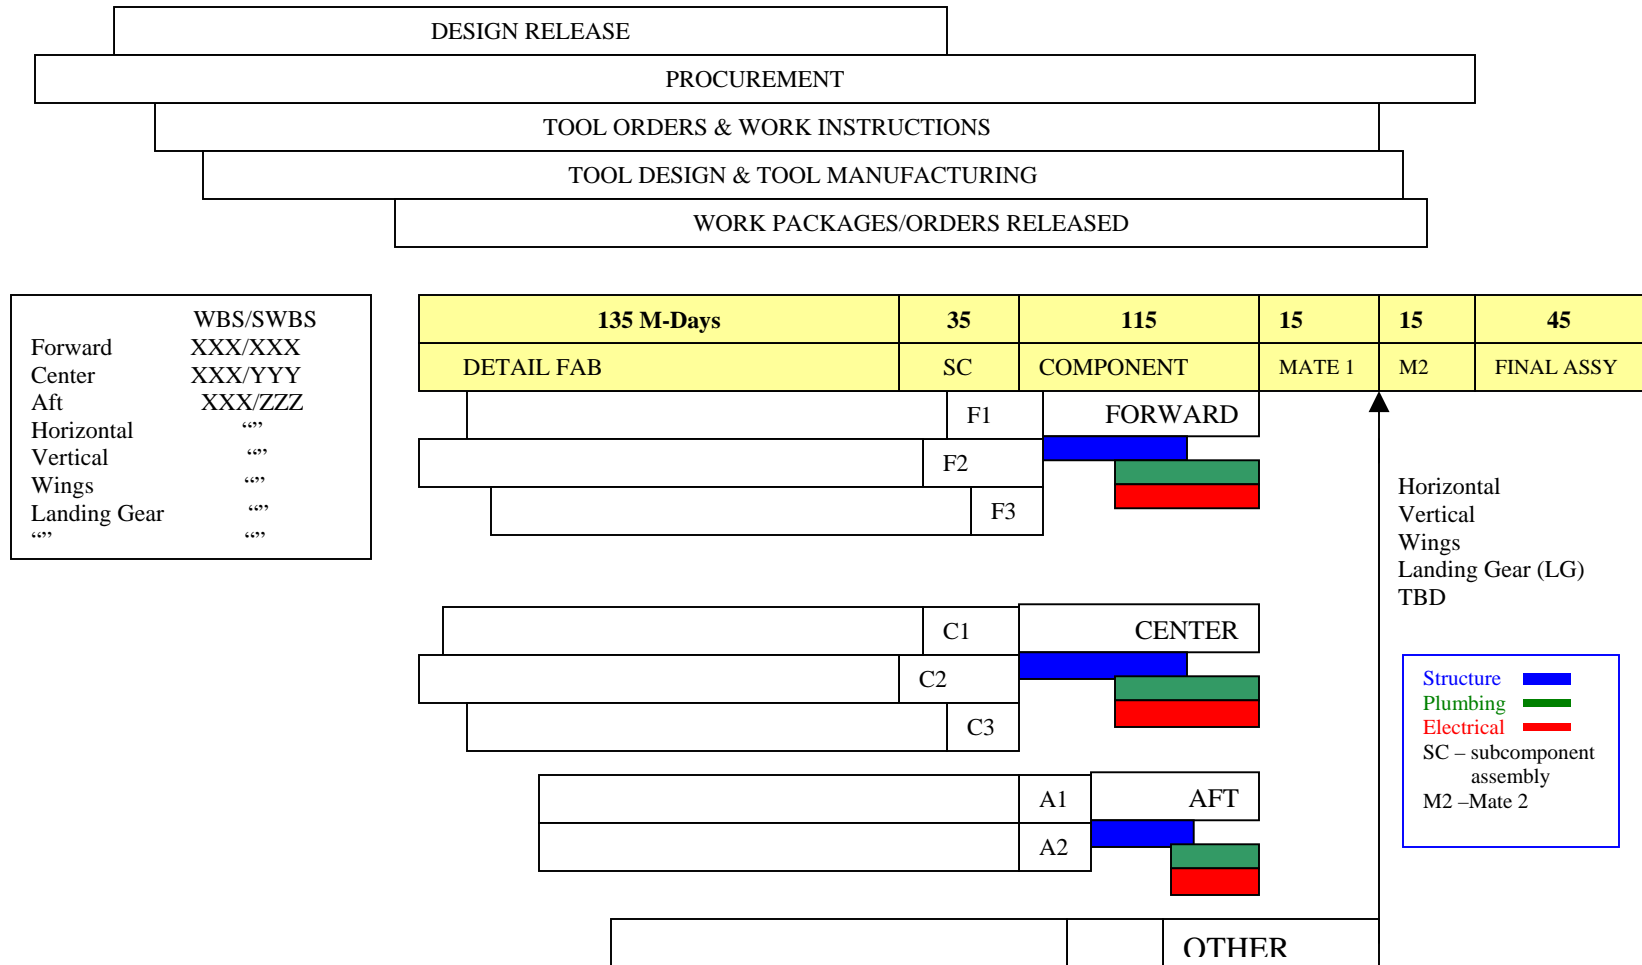 DESIGN RELEASE
PROCUREMENT
TOOL ORDERS & WORK INSTRUCTIONS
TOOL DESIGN & TOOL MANUFACTURING
WORK PACKAGES/ORDERS RELEASED
WBS/SWBS
Forward XXX/XXX
Center XXX/YYY
Aft XXX/ZZZ
Horizontal “”
Vertical “”
Wings “”
Landing Gear “”
“” “”
135 M-Days 35 115 15 15 45
DETAIL FAB SC COMPONENT MATE 1 M2 FINAL ASSY
F1 FORWARD
F2
F3
Horizontal
Vertical
Wings
Landing Gear (LG)
TBD
C1 CENTER
C2
C3
Structure
Plumbing
Electrical
SC – subcomponent
assembly
M2 –Mate 2
A1 AFT
A2
OTHER